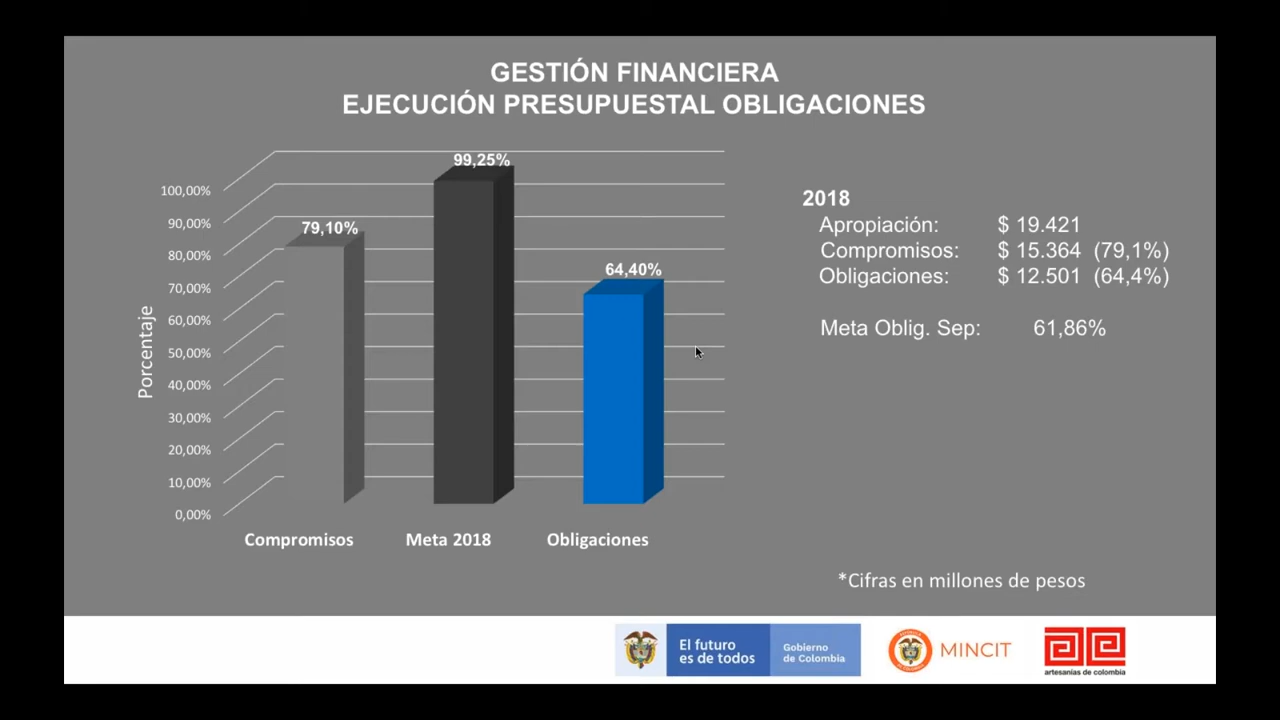 GESTIÓN FINANCIERA
EJECUCIÓN PRESUPUESTAL OBLIGACIONES
Porcentaje
100,00%
90,00%
80,00%
70,00%
60,00%
50,00%
40,00%
30,00%
20,00%
10,00%
0,00%
79,10%
99,25%
64,40%
Compromisos
Meta 2018
Obligaciones
2018
Apropiación: $ 19.421
Compromisos: $ 15.364 (79,1%)
Obligaciones: $ 12.501 (64,4%)
Meta Oblig. Sep: 61,86%
*Cifras en millones de pesos
El futuro
es de todos
Gobierno
de Colombia
MINCIT
artesanías de colombia